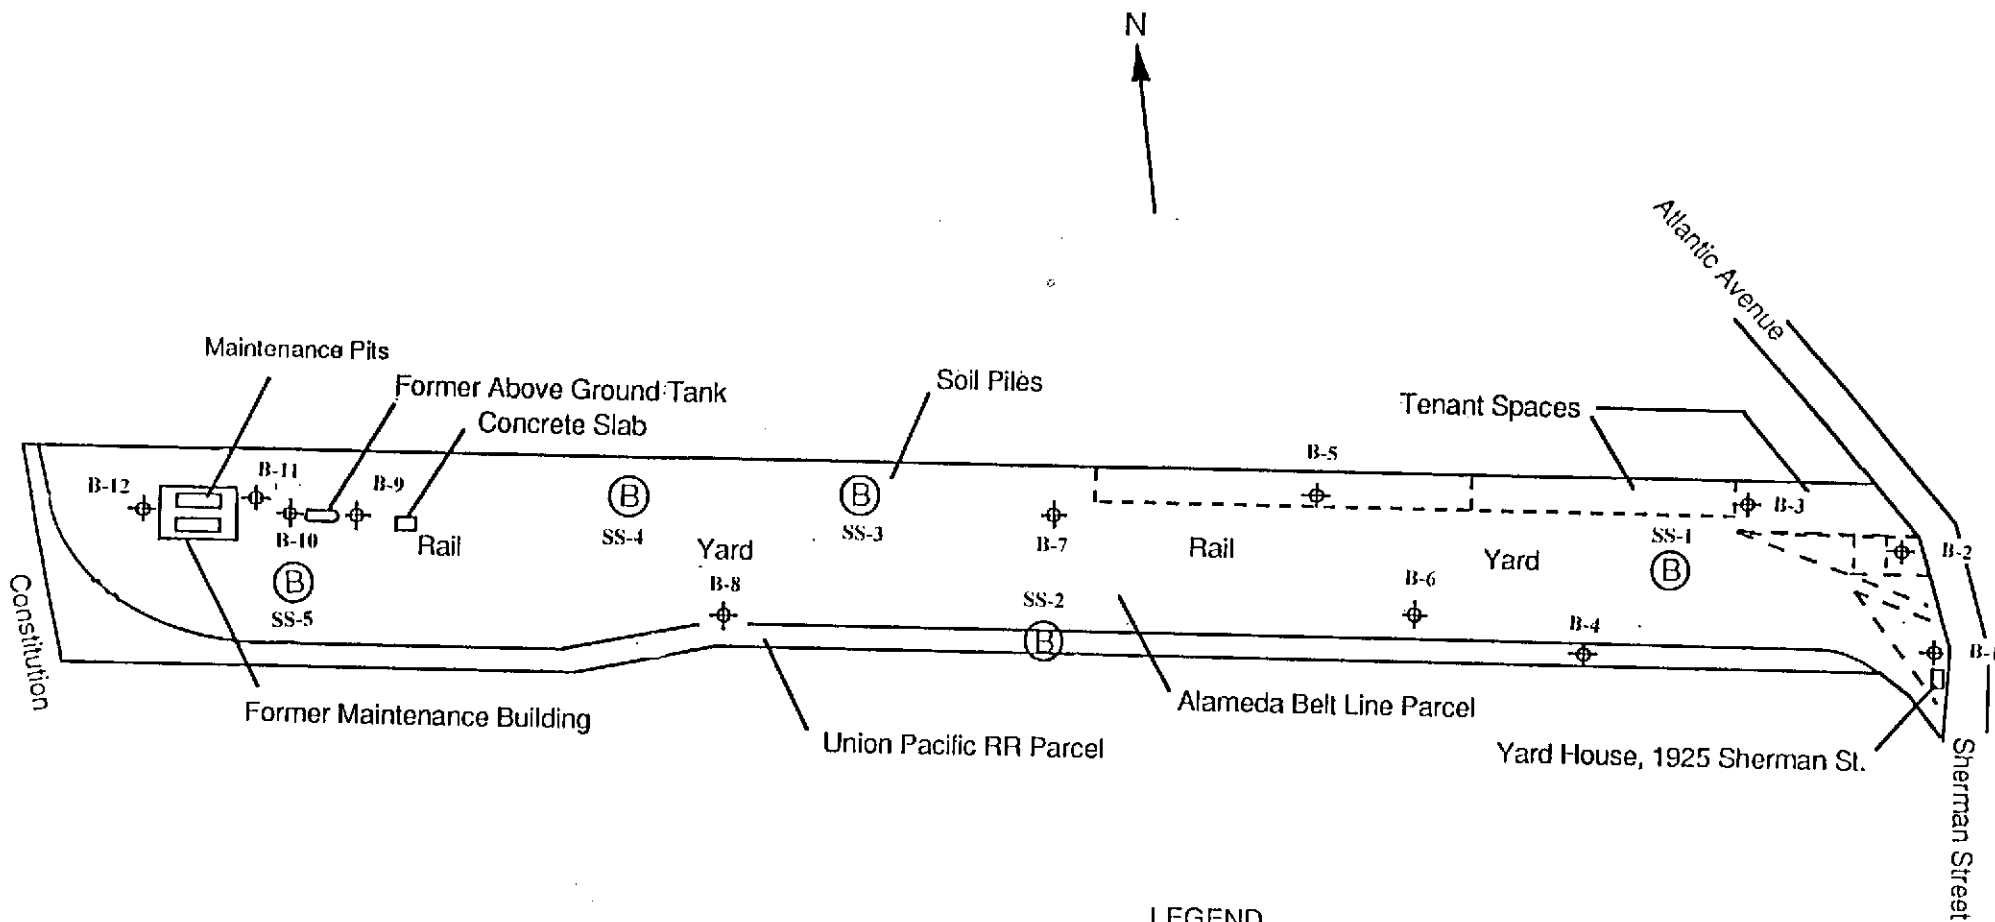 N
Atlantic Avenue
Maintenance Pits
Former Above Ground Tank
Concrete Slab
Soil Piles
Tenant Spaces
B-12
B-11
B-10
B-9
B-5
B-3
B
SS-4
B
SS-3
B-7
SS-1
B
B-2
Rail
Yard
Rail
Yard
B
SS-5
B-8
SS-2
B
B-6
B-4
Constitution
Former Maintenance Building
Union Pacific RR Parcel
Alameda Belt Line Parcel
Yard House, 1925 Sherman St.
Sherman Street
LEGEND